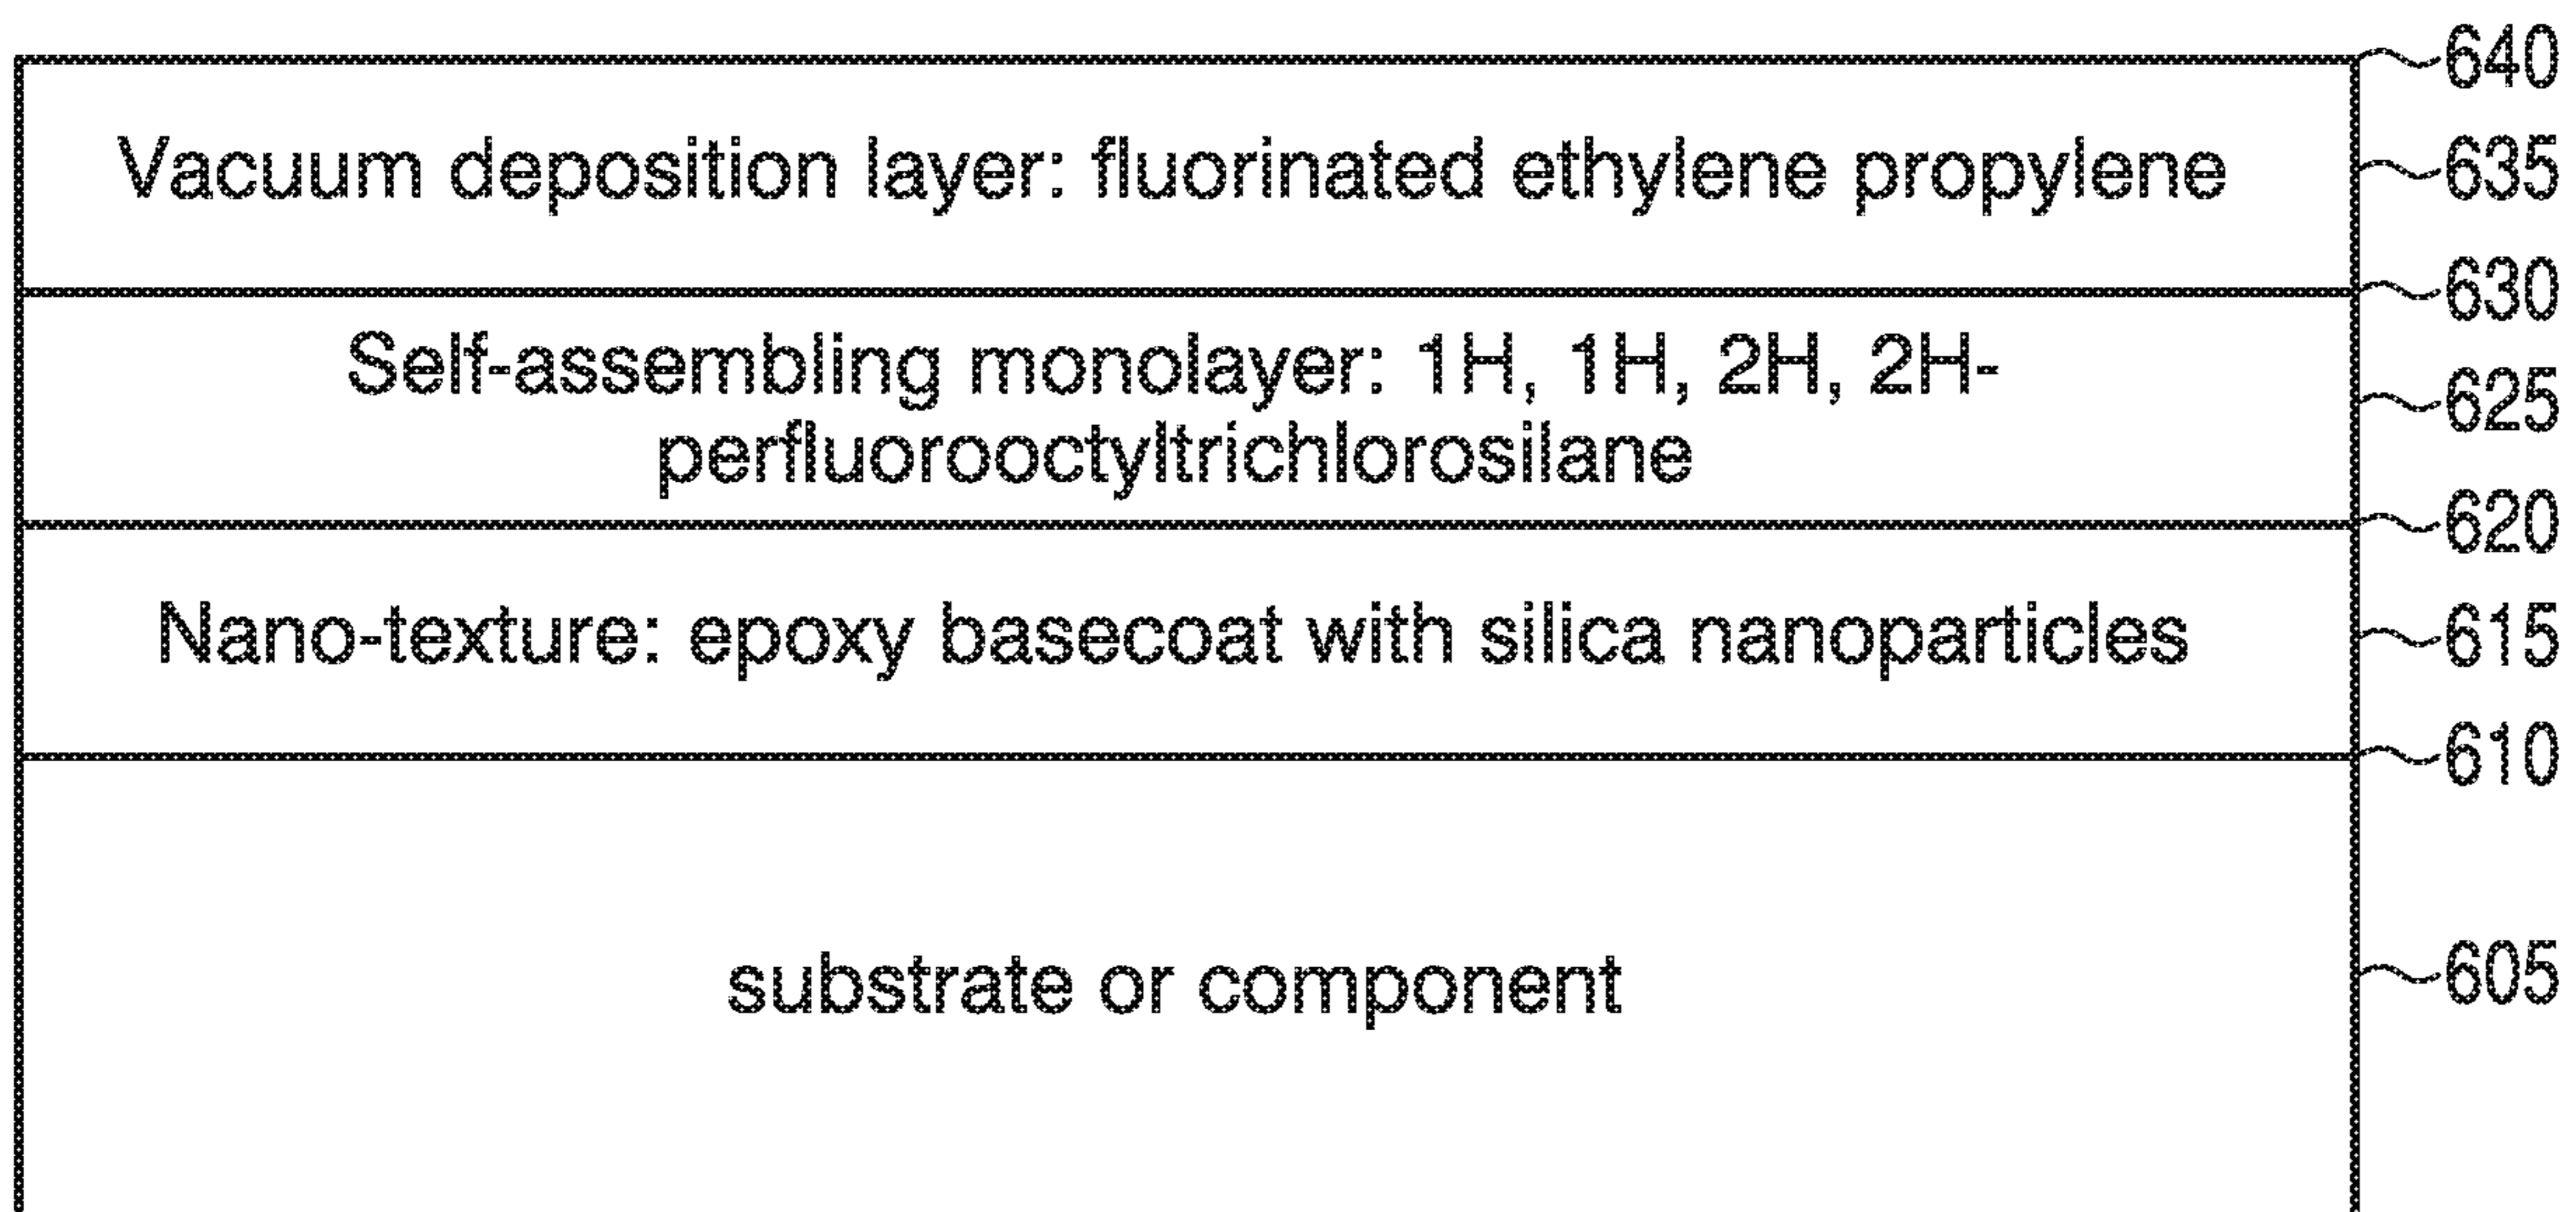 640
Vacuum deposition layer: fluorinated ethylene propylene
635
630
Self-assembling monolayer: 1H, 1H, 2H, 2H-
625
perfluorooctyltrichlorosilane
620
Nano-texture: epoxy basecoat with silica nanoparticles
615
610
substrate or component
605